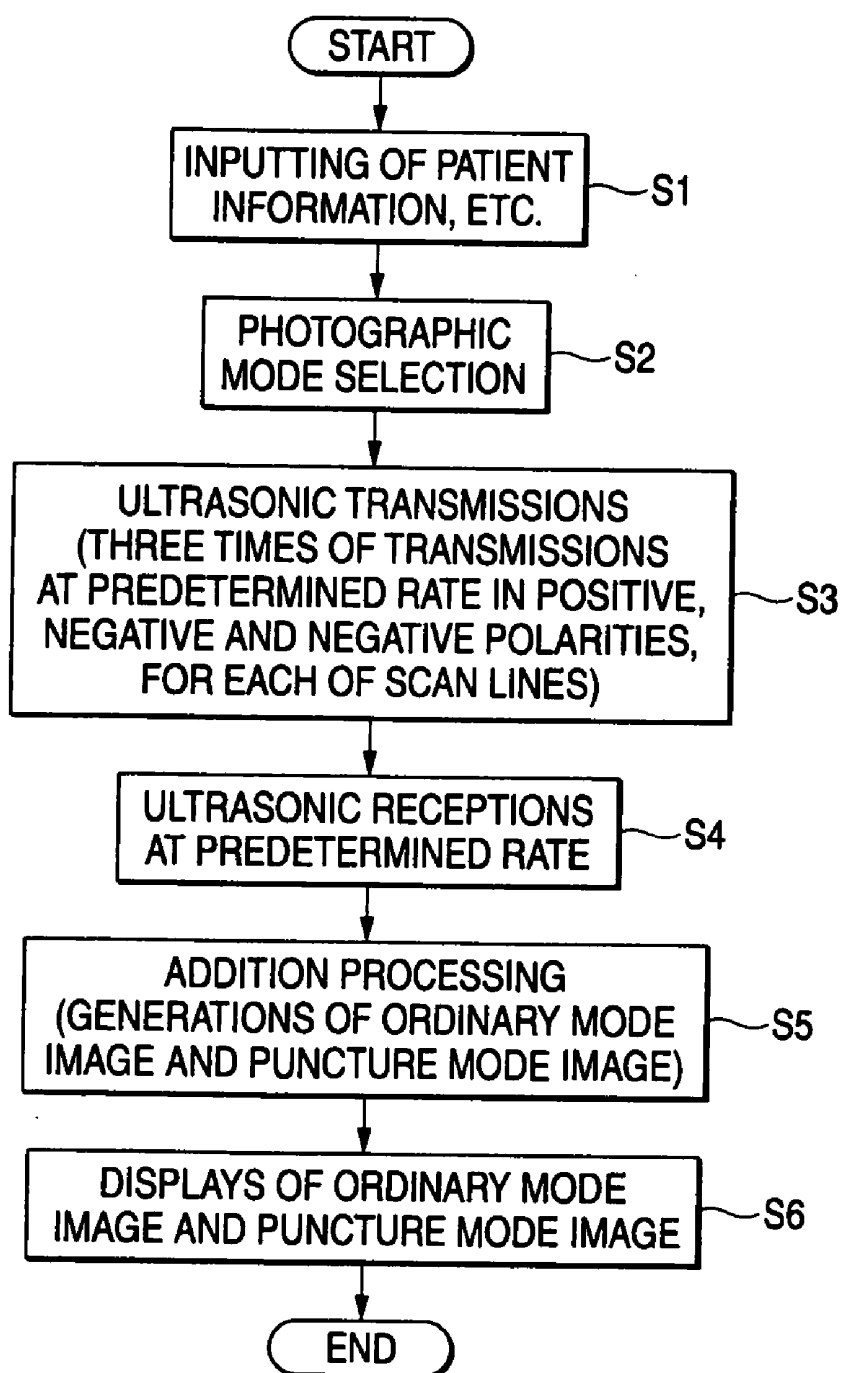 START
INPUTTING OF PATIENT
INFORMATION, ETC.
S1
PHOTOGRAPHIC
MODE SELECTION
S2
ULTRASONIC TRANSMISSIONS
(THREE TIMES OF TRANSMISSIONS
AT PREDETERMINED RATE IN POSITIVE,
NEGATIVE AND NEGATIVE POLARITIES,
FOR EACH OF SCAN LINES)
S3
ULTRASONIC RECEPTIONS
AT PREDETERMINED RATE
S4
ADDITION PROCESSING
(GENERATIONS OF ORDINARY MODE
IMAGE AND PUNCTURE MODE IMAGE)
S5
DISPLAYS OF ORDINARY MODE
IMAGE AND PUNCTURE MODE IMAGE
S6
END